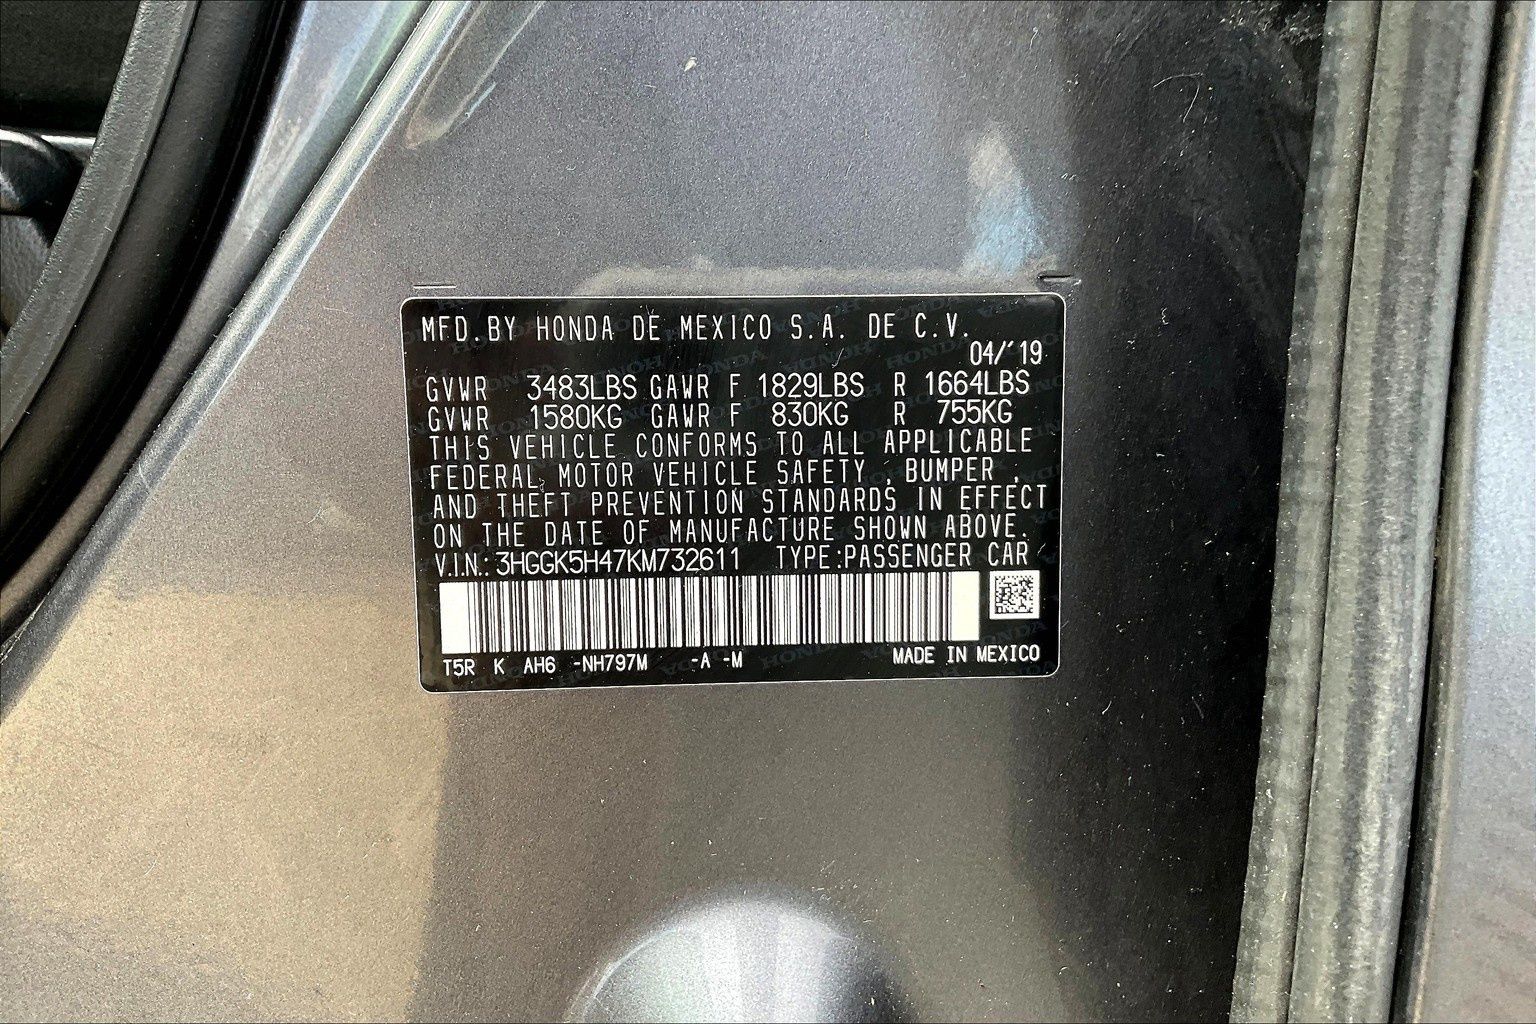 MFD.BY HONDA DE MEXICO S.A. DE C.V.
04/'19
GVWR 3483LBS GAWR F 1829LBS R 1664LBS
GVWR 1580KG GAWR F 830KG R 755KG
THIS VEHICLE CONFORMS TO ALL APPLICABLE
FEDERAL MOTOR VEHICLE SAFETY , BUMPER ,
AND THEFT PREVENTION STANDARDS IN EFFECT
ON THE DATE OF MANUFACTURE SHOWN ABOVE.
V.I.N.: 3HGGK5H47KM732611 TYPE:PASSENGER CAR
T5R K AH6 -NH797M -A -M MADE IN MEXICO